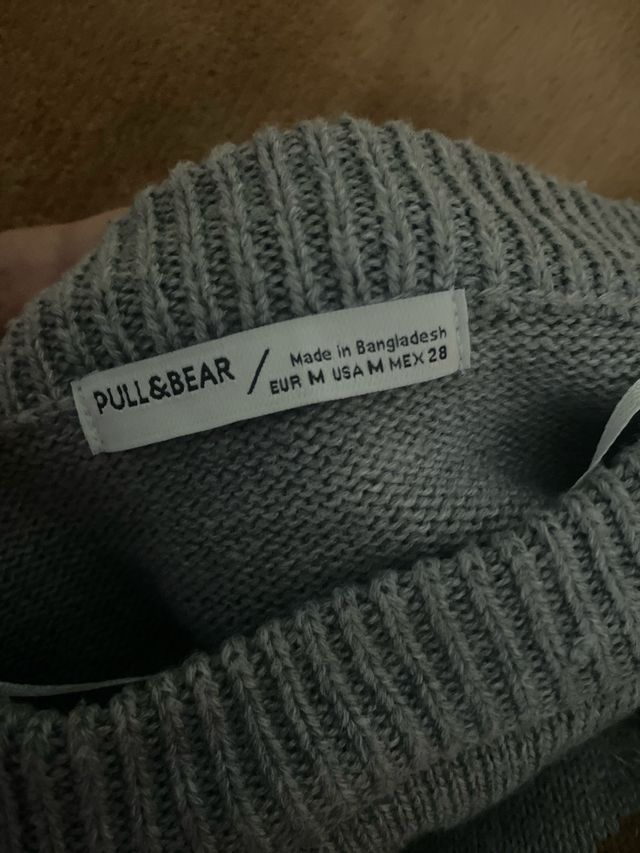 PULL&BEAR /
Made in Bangladesh
EUR M USA M MEX 28